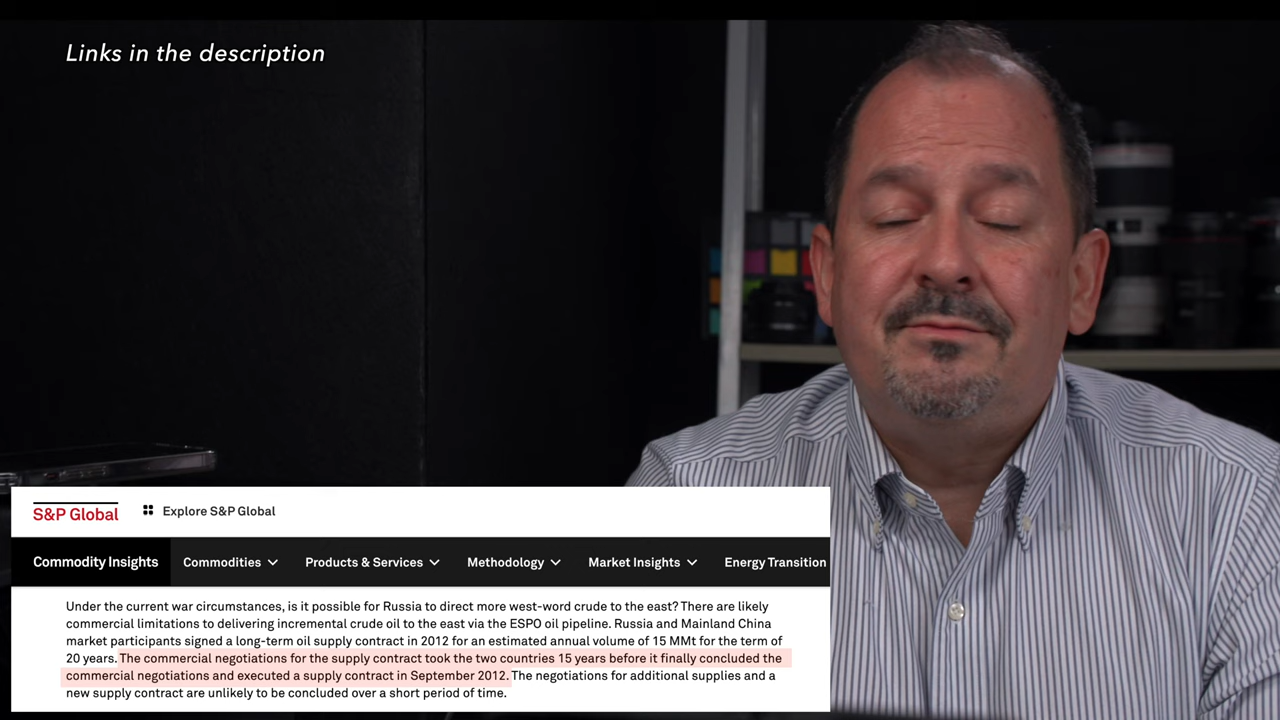 Links in the description
S&P Global
Explore S&P Global
Commodity Insights
Commodities
Products & Services
Methodology
Market Insights
Energy Transition
Under the current war circumstances, is it possible for Russia to direct more west-word crude to the east? There are likely
commercial limitations to delivering incremental crude oil to the east via the ESPO oil pipeline. Russia and Mainland China
market participants signed a long-term oil supply contract in 2012 for an estimated annual volume of 15 MMt for the term of
20 years. The commercial negotiations for the supply contract took the two countries 15 years before it finally concluded the
commercial negotiations and executed a supply contract in September 2012. The negotiations for additional supplies and a
new supply contract are unlikely to be concluded over a short period of time.